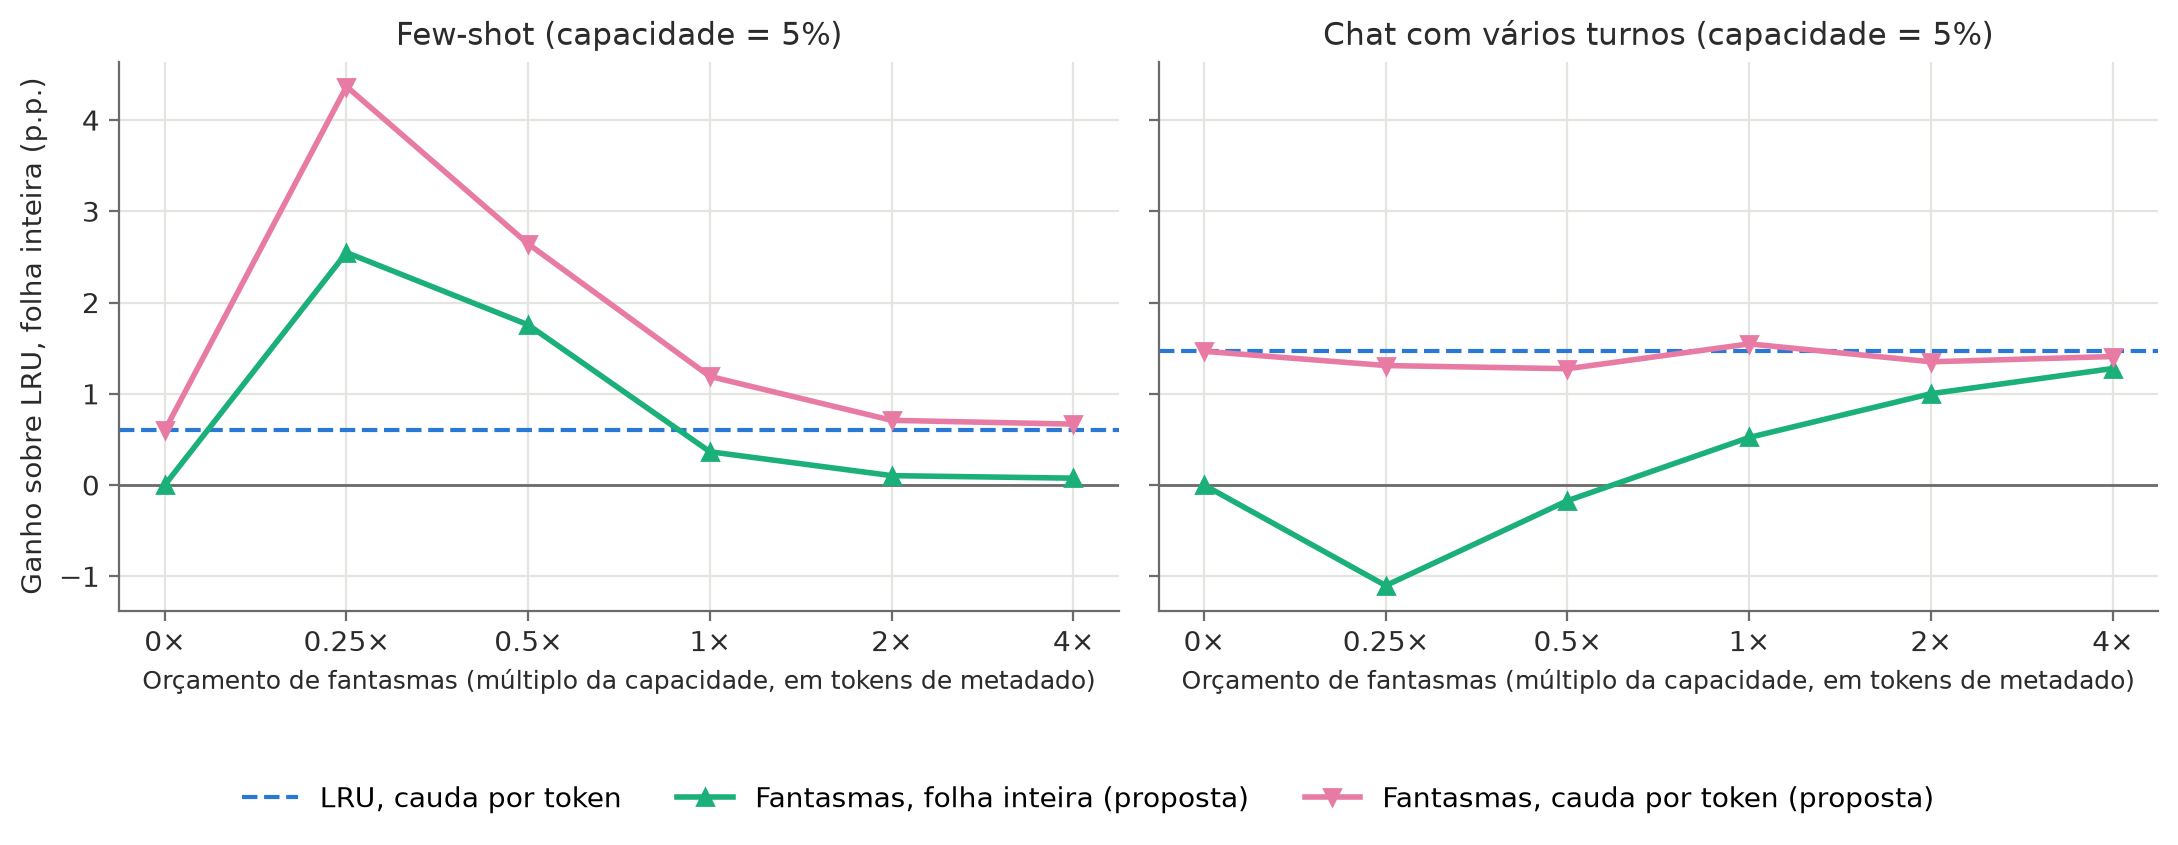 Few-shot (capacidade = 5%)
Chat com vários turnos (capacidade = 5%)
Ganho sobre LRU, folha inteira (p.p.)
4
3
2
1
0
−1
0×
0.25×
0.5×
1×
2×
4×
0×
0.25×
0.5×
1×
2×
4×
Orçamento de fantasmas (múltiplo da capacidade, em tokens de metadado)
Orçamento de fantasmas (múltiplo da capacidade, em tokens de metadado)
LRU, cauda por token
Fantasmas, folha inteira (proposta)
Fantasmas, cauda por token (proposta)